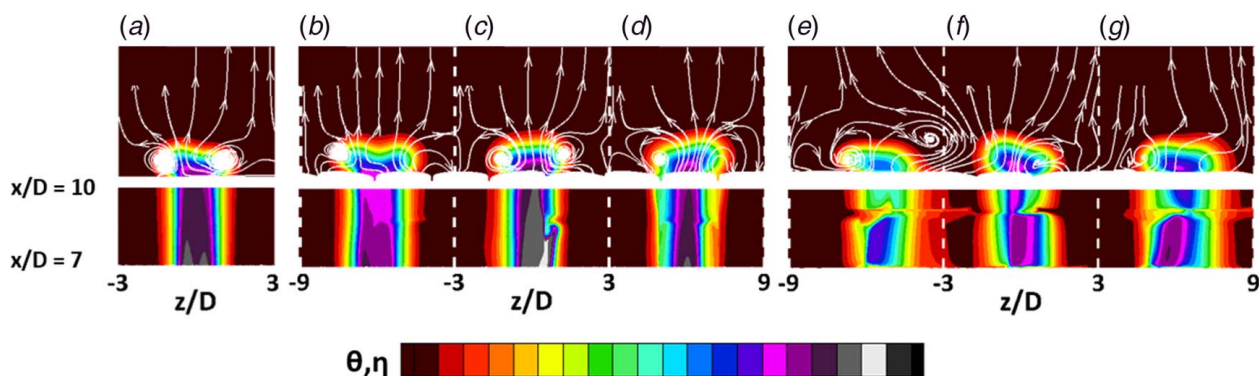 (a) (b) (c) (d) (e) (f) (g)
x/D = 10
x/D = 7
-3 3 -9 -3 3 9 -9 -3 3 9
z/D z/D z/D
θ,η